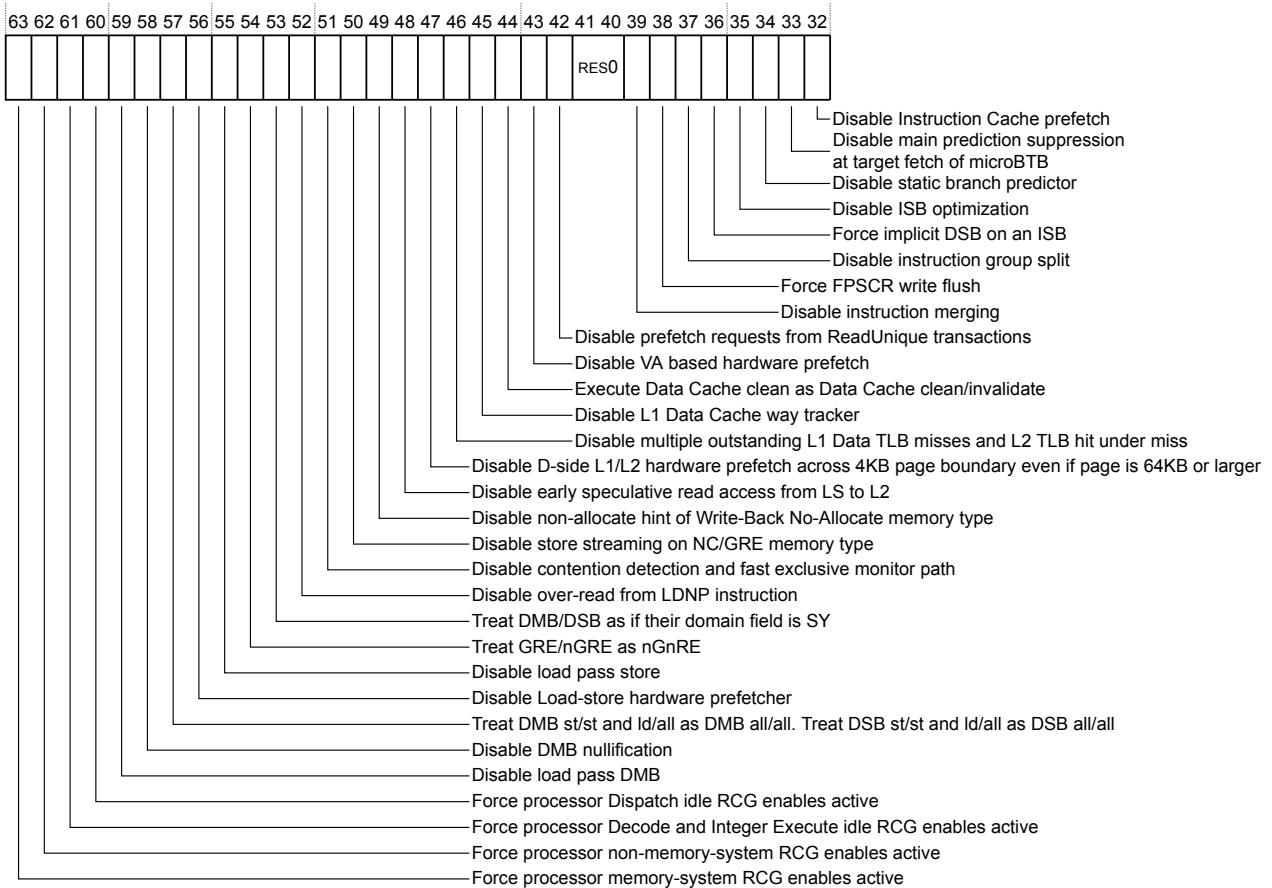 63 62 61 60 59 58 57 56 55 54 53 52 51 50 49 48 47 46 45 44 43 42 41 40 39 38 37 36 35 34 33 32
RES0
Disable Instruction Cache prefetch
Disable main prediction suppression
at target fetch of microBTB
Disable static branch predictor
Disable ISB optimization
Force implicit DSB on an ISB
Disable instruction group split
Force FPSCR write flush
Disable instruction merging
Disable prefetch requests from ReadUnique transactions
Disable VA based hardware prefetch
Execute Data Cache clean as Data Cache clean/invalidate
Disable L1 Data Cache way tracker
Disable multiple outstanding L1 Data TLB misses and L2 TLB hit under miss
Disable D-side L1/L2 hardware prefetch across 4KB page boundary even if page is 64KB or larger
Disable early speculative read access from LS to L2
Disable non-allocate hint of Write-Back No-Allocate memory type
Disable store streaming on NC/GRE memory type
Disable contention detection and fast exclusive monitor path
Disable over-read from LDNP instruction
Treat DMB/DSB as if their domain field is SY
Treat GRE/nGRE as nGnRE
Disable load pass store
Disable Load-store hardware prefetcher
Treat DMB st/st and ld/all as DMB all/all. Treat DSB st/st and ld/all as DSB all/all
Disable DMB nullification
Disable load pass DMB
Force processor Dispatch idle RCG enables active
Force processor Decode and Integer Execute idle RCG enables active
Force processor non-memory-system RCG enables active
Force processor memory-system RCG enables active